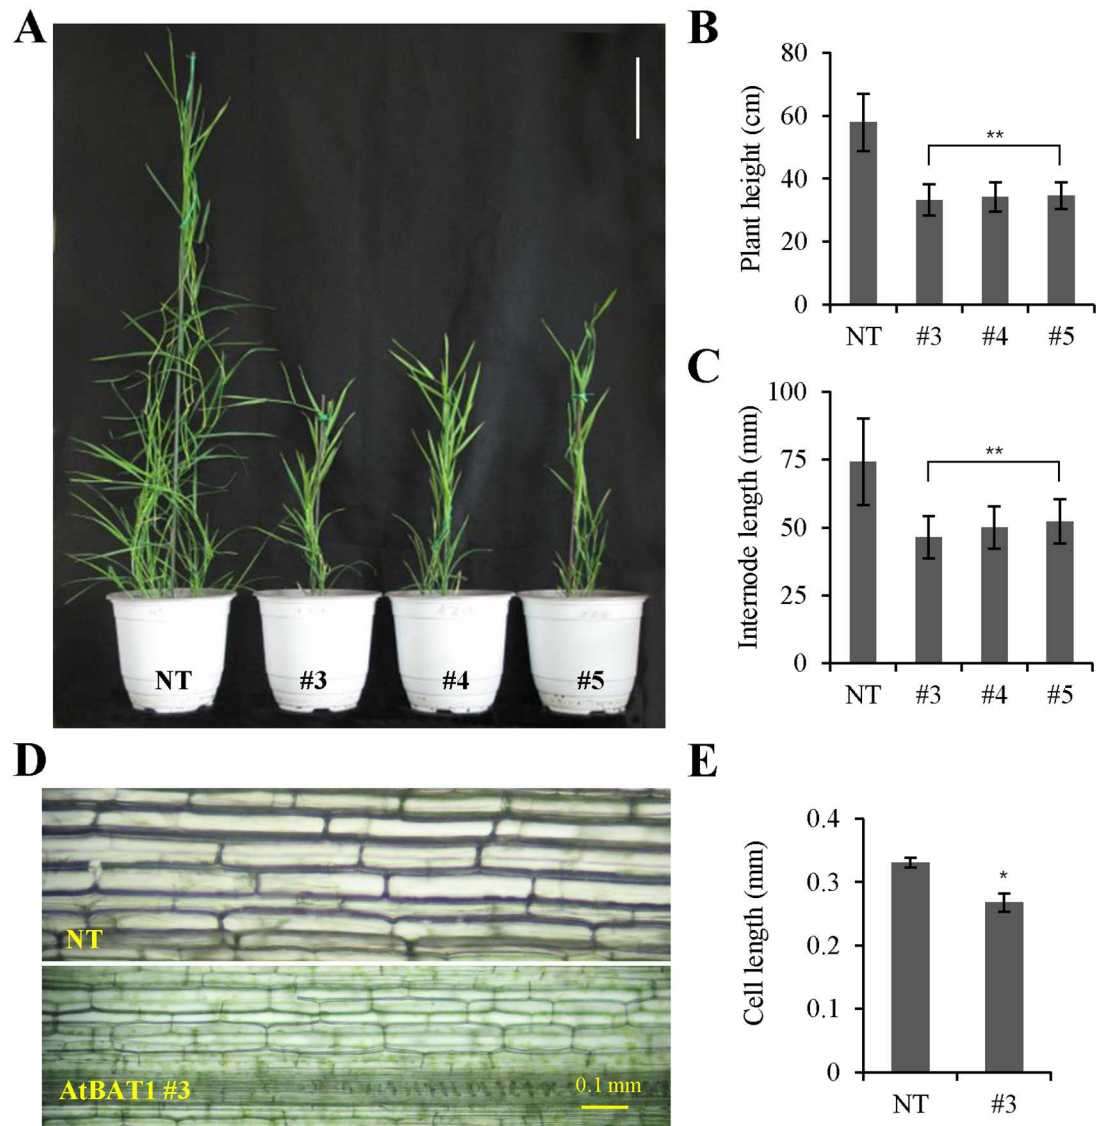 A
NT
#3
#4
#5
B
Plant height (cm)
80
60
40
20
0
**
NT #3 #4 #5
C
Internode length (mm)
100
75
50
25
0
**
NT #3 #4 #5
D
NT
AtBAT1 #3
0.1 mm
E
Cell length (mm)
0.4
0.3
0.2
0.1
0
*
NT #3